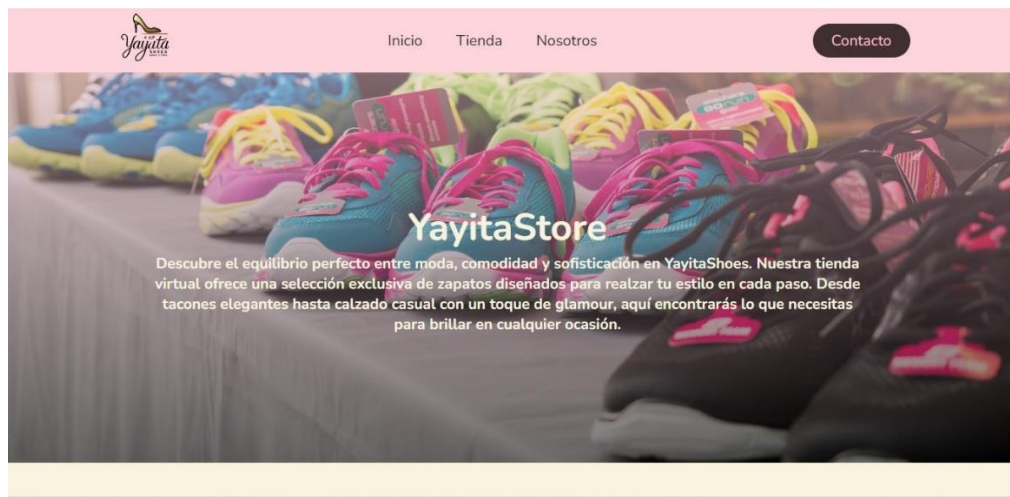 Yayita
SHOES
Inicio
Tienda
Nosotros
Contacto
GOrun
YayitaStore
Descubre el equilibrio perfecto entre moda, comodidad y sofisticación en YayitaShoes. Nuestra tienda
virtual ofrece una selección exclusiva de zapatos diseñados para realzar tu estilo en cada paso. Desde
tacones elegantes hasta calzado casual con un toque de glamour, aquí encontrarás lo que necesitas
para brillar en cualquier ocasión.